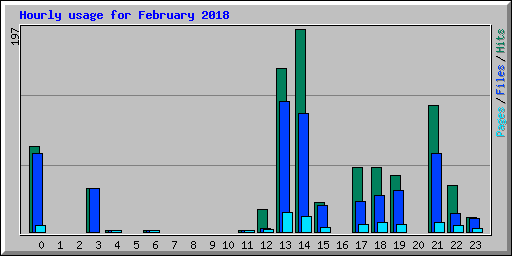 Hourly usage for February 2018
197
Pages/Files/Hits
0 1 2 3 4 5 6 7 8 9 10 11 12 13 14 15 16 17 18 19 20 21 22 23